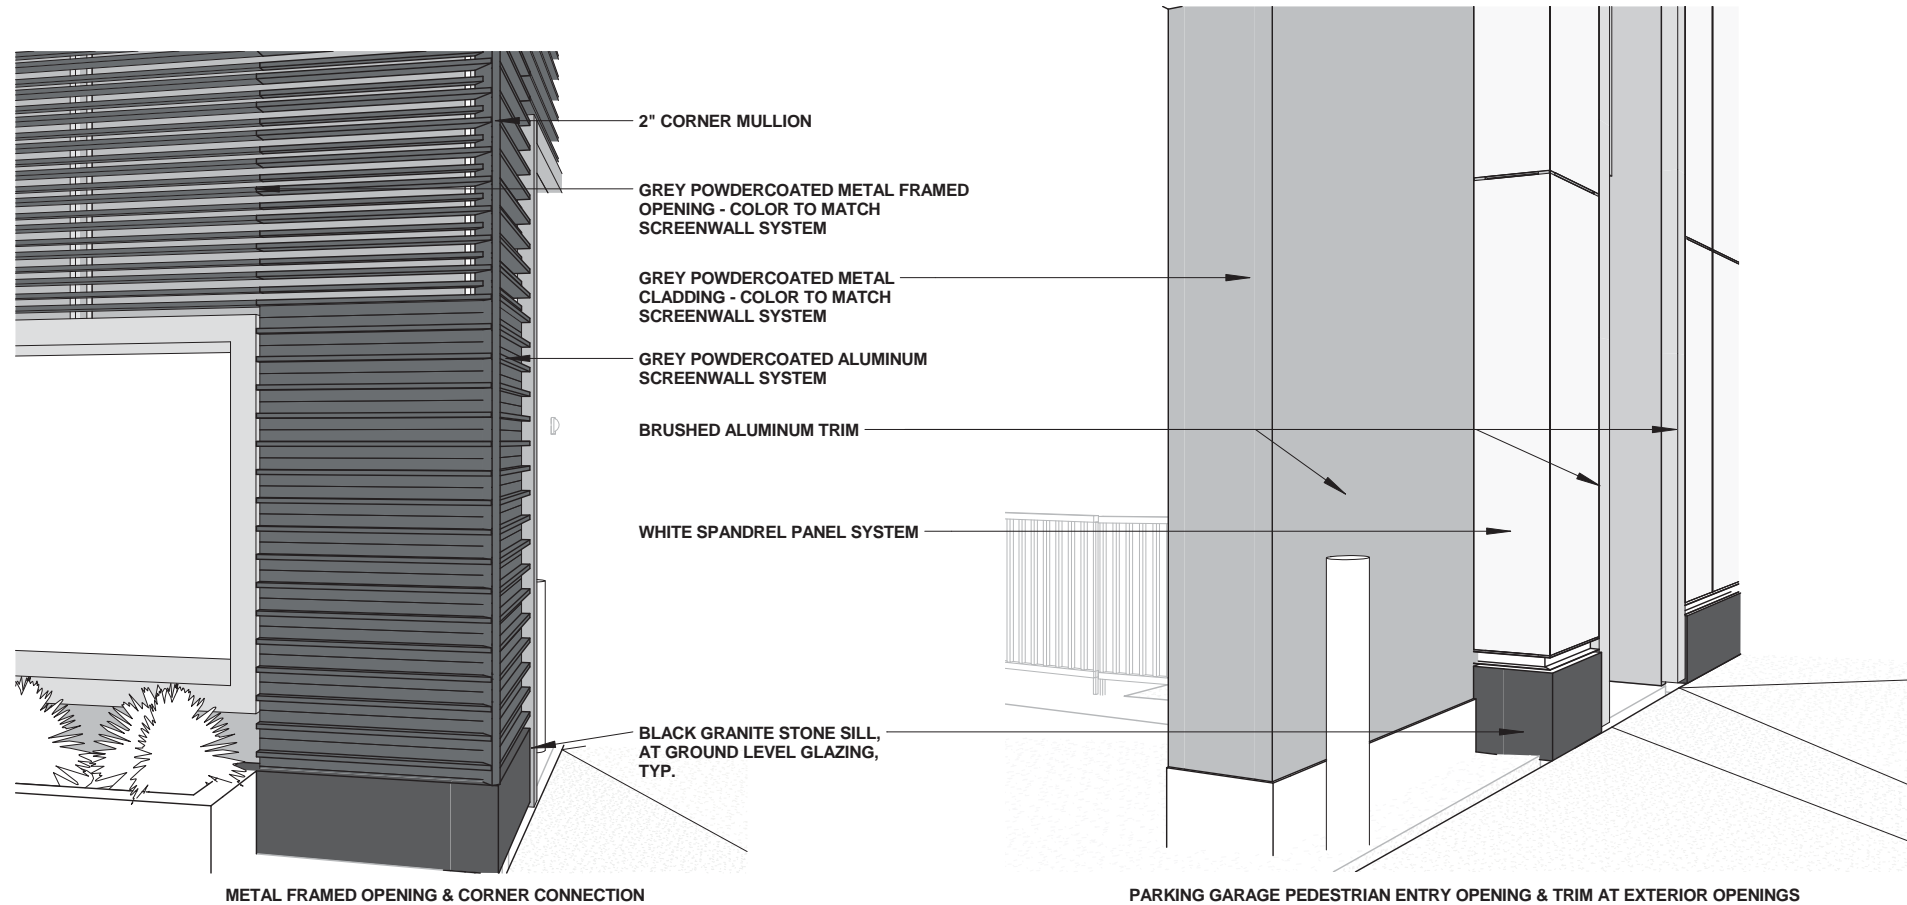 2" CORNER MULLION
GREY POWDERCOATED METAL FRAMED
OPENING - COLOR TO MATCH
SCREENWALL SYSTEM
GREY POWDERCOATED METAL
CLADDING - COLOR TO MATCH
SCREENWALL SYSTEM
GREY POWDERCOATED ALUMINUM
SCREENWALL SYSTEM
BRUSHED ALUMINUM TRIM
WHITE SPANDREL PANEL SYSTEM
BLACK GRANITE STONE SILL,
AT GROUND LEVEL GLAZING,
TYP.
METAL FRAMED OPENING & CORNER CONNECTION
PARKING GARAGE PEDESTRIAN ENTRY OPENING & TRIM AT EXTERIOR OPENINGS